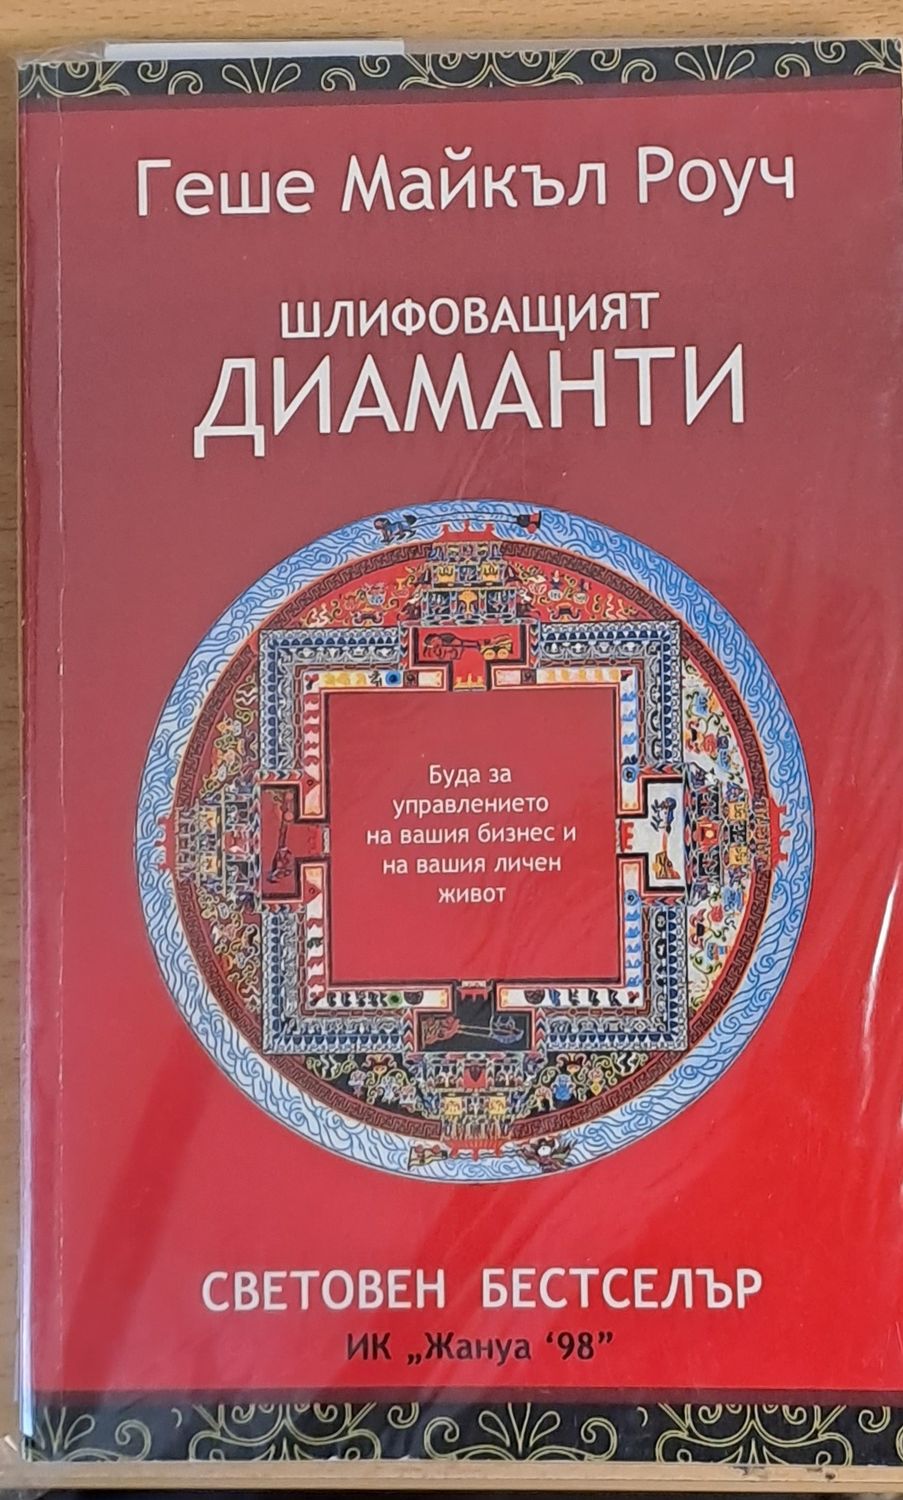 Геше Майкъл Роуч
ШЛИФОВАЩИЯТ
ДИАМАНТИ
Буда за
управлението
на вашия бизнес и
на вашия личен
живот
СВЕТОВЕН БЕСТСЕЛЪР
ИК „Жануа ‘98”